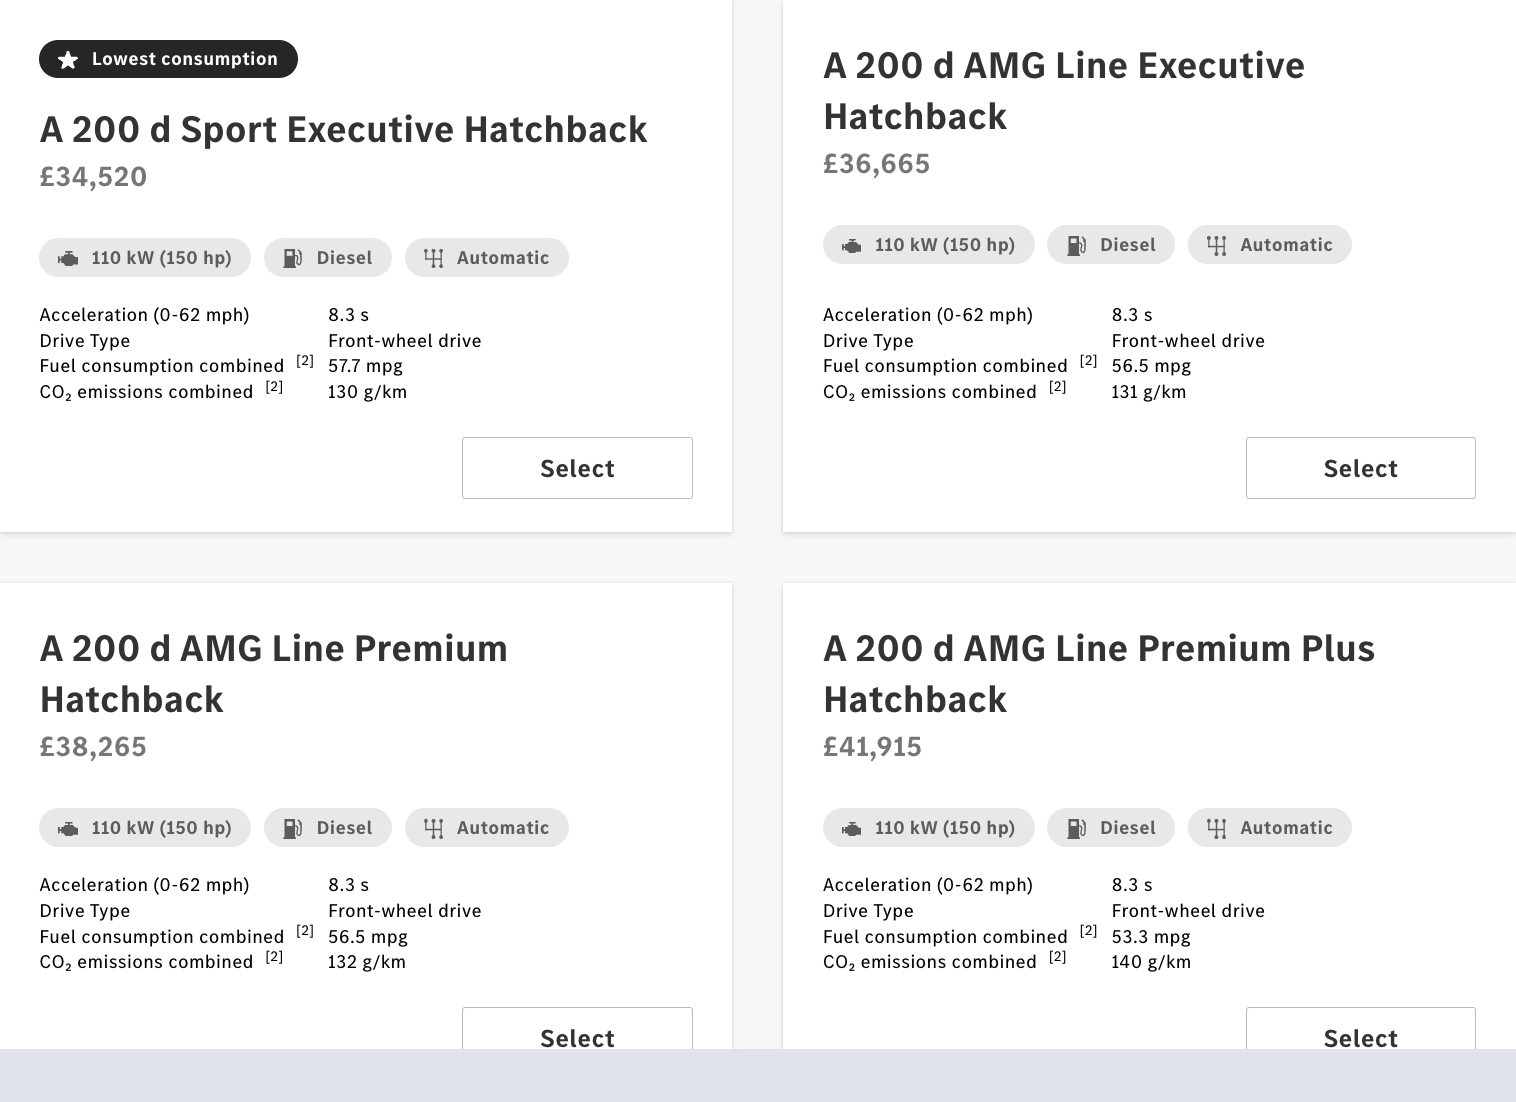 Lowest consumption
A 200 d Sport Executive Hatchback
£34,520
110 kW (150 hp) Diesel Automatic
Acceleration (0-62 mph) 8.3 s
Drive Type Front-wheel drive
Fuel consumption combined [2] 57.7 mpg
CO₂ emissions combined [2] 130 g/km
Select
A 200 d AMG Line Executive
Hatchback
£36,665
110 kW (150 hp) Diesel Automatic
Acceleration (0-62 mph) 8.3 s
Drive Type Front-wheel drive
Fuel consumption combined [2] 56.5 mpg
CO₂ emissions combined [2] 131 g/km
Select
A 200 d AMG Line Premium
Hatchback
£38,265
110 kW (150 hp) Diesel Automatic
Acceleration (0-62 mph) 8.3 s
Drive Type Front-wheel drive
Fuel consumption combined [2] 56.5 mpg
CO₂ emissions combined [2] 132 g/km
Select
A 200 d AMG Line Premium Plus
Hatchback
£41,915
110 kW (150 hp) Diesel Automatic
Acceleration (0-62 mph) 8.3 s
Drive Type Front-wheel drive
Fuel consumption combined [2] 53.3 mpg
CO₂ emissions combined [2] 140 g/km
Select